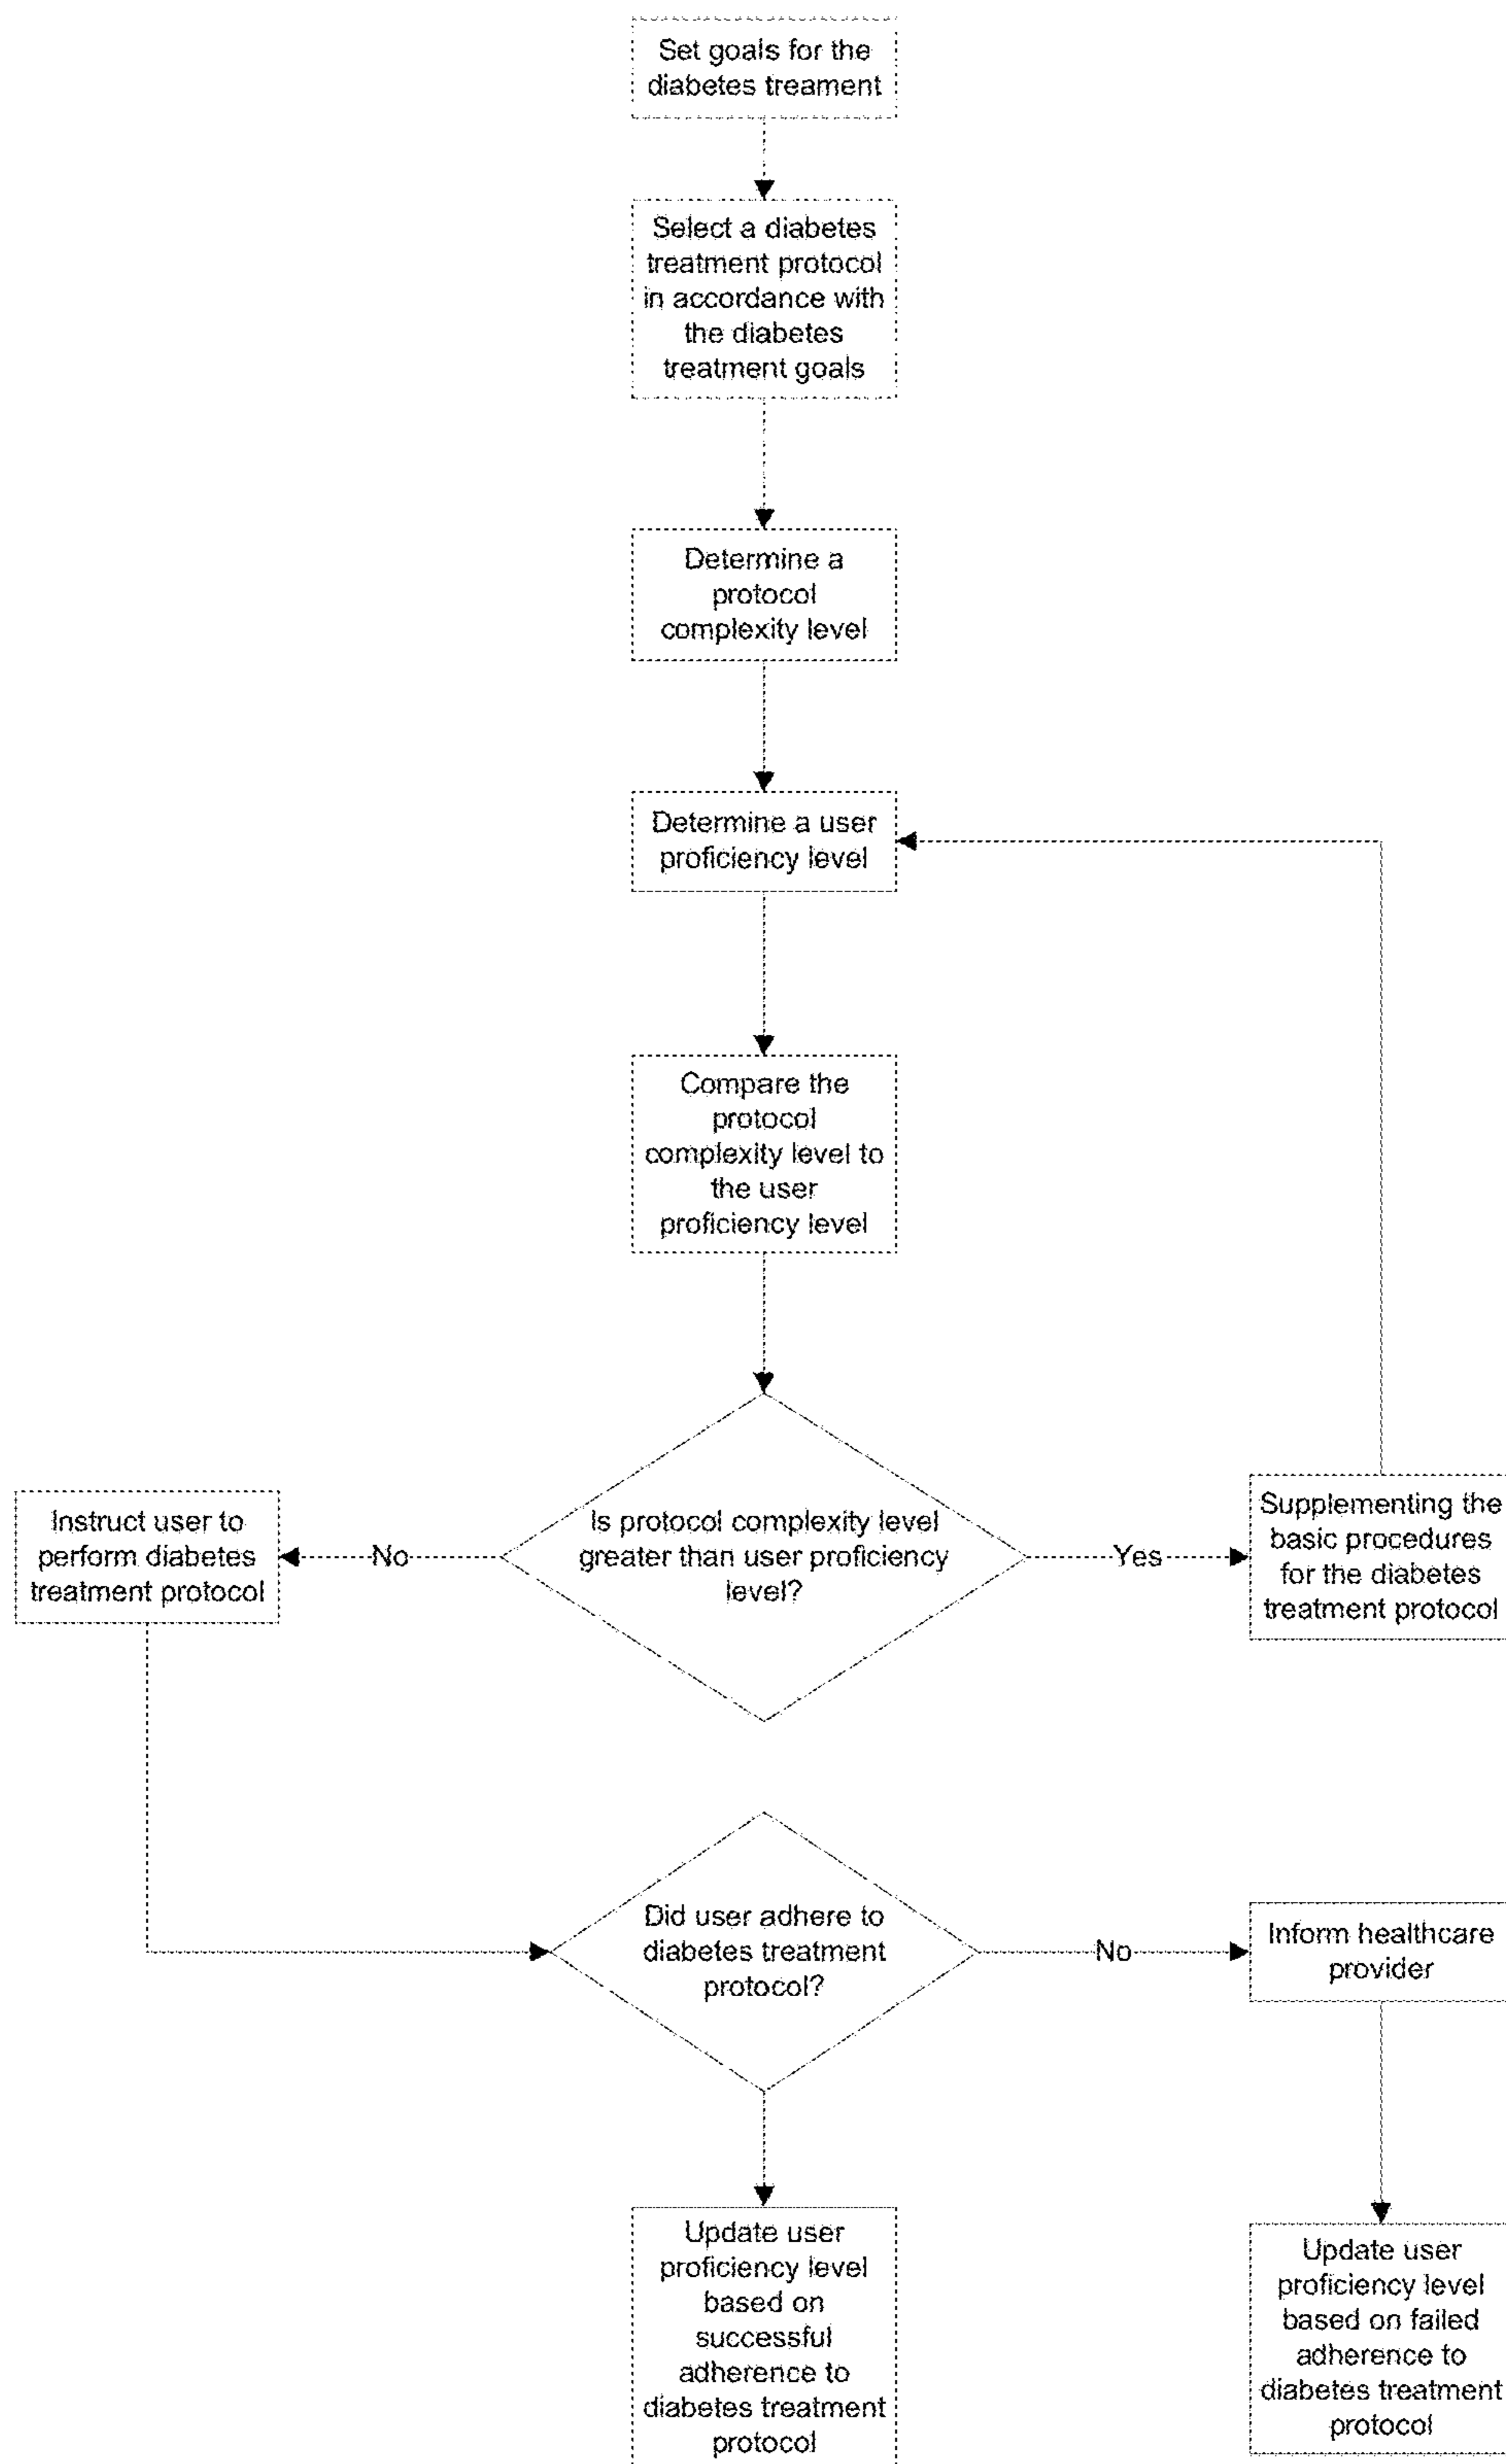 Set goals for the
diabetes treament
Select a diabetes
treatment protocol
in accordance with
the diabetes
treatment goals
Determine a
protocol
complexity level
Determine a user
proficiency level
Compare the
protocol
complexity level to
the user
proficiency level
Is protocol complexity level
greater than user proficiency
level?
No
Instruct user to
perform diabetes
treatment protocol
Yes
Supplementing the
basic procedures
for the diabetes
treatment protocol
Did user adhere to
diabetes treatment
protocol?
No
Inform healthcare
provider
Update user
proficiency level
based on
successful
adherence to
diabetes treatment
protocol
Update user
proficiency level
based on failed
adherence to
diabetes treatment
protocol